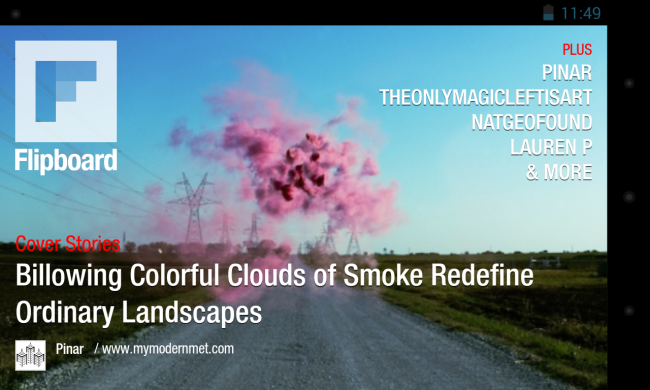 11:49
Flipboard
PLUS
PINAR
THEONLYMAGICLEFTISART
NATGEOFOUND
LAUREN P
& MORE
Cover Stories
Billowing Colorful Clouds of Smoke Redefine
Ordinary Landscapes
Pinar / www.mymodernmet.com